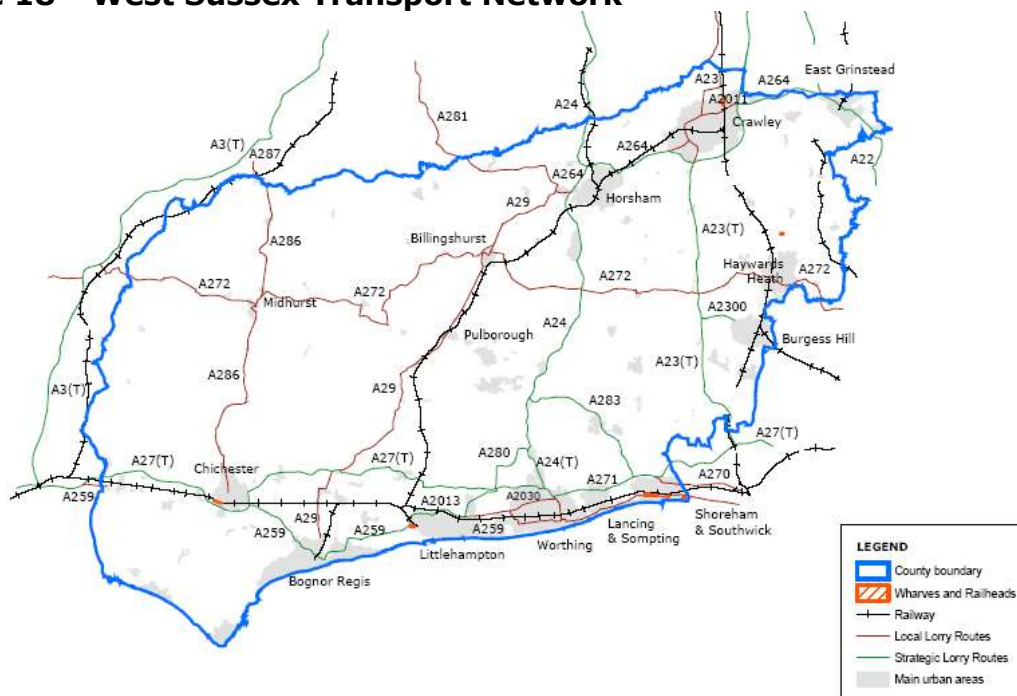 18 West Sussex Transport Network
East Grinstead
A23
A264
A2011
A24
A281
Crawley
A3(T)
A287
A264
A22
A264
Horsham
A29
A23(T)
Billingshurst
A286
Haywards
Heath
A272
A272
A272
A272
Midhurst
A2300
A24
Pulborough
Burgess Hill
A23(T)
A286
A29
A3(T)
A283
A27(T)
A27(T)
A27(T)
A280
A24(T)
Chichester
A271
A270
A259
A2013
A2030
A29
A259
A259
A259
Shoreham
& Southwick
Lancing
& Sompting
Worthing
Littlehampton
Bognor Regis
LEGEND
County boundary
Wharves and Railheads
Railway
Local Lorry Routes
Strategic Lorry Routes
Main urban areas